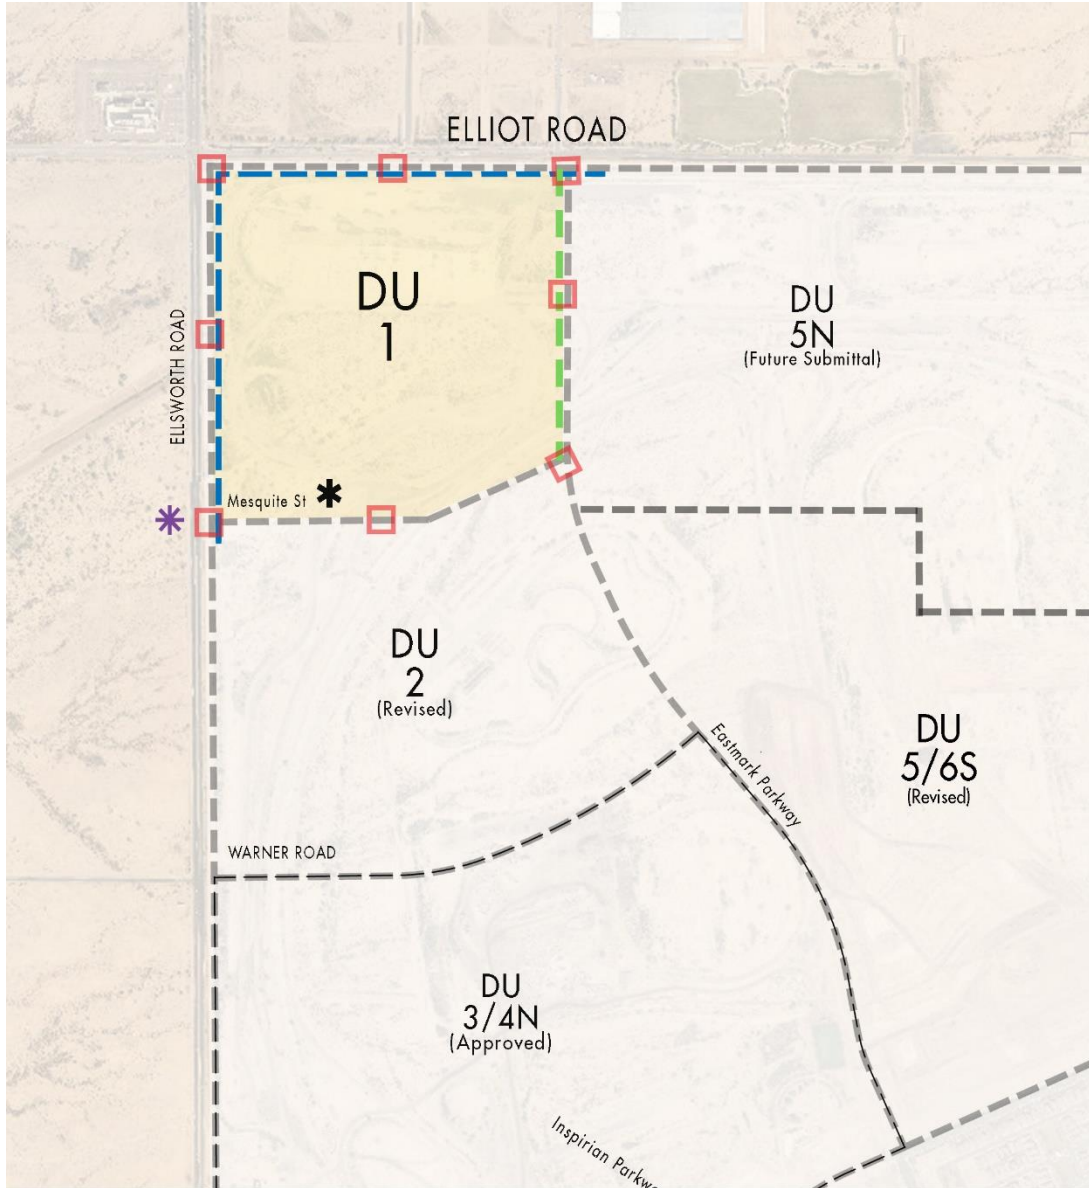 ELLIOT ROAD
DU
1
DU
5N
(Future Submittal)
ELLSWORTH ROAD
Mesquite St *
DU
2
(Revised)
Eastmark Parkway
DU
5/6S
(Revised)
WARNER ROAD
DU
3/4N
(Approved)
Inspirian Parkw